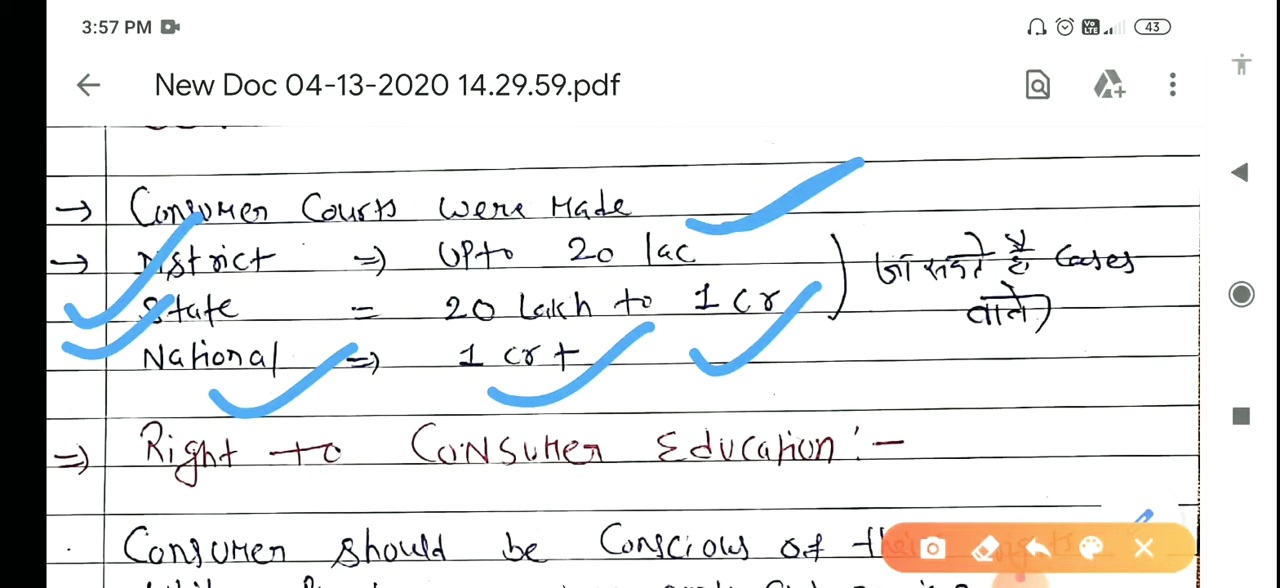 3:57 PM
43
New Doc 04-13-2020 14.29.59.pdf
→ Consumer Courts were Made
→ District ⇒ UPto 20 lac
State = 20 Lakh to 1 cr
जा सकते है Cases
वाले
National ⇒ 1 cr +
⇒ Right to Consumer Education :-
Consumer should be Conscious of